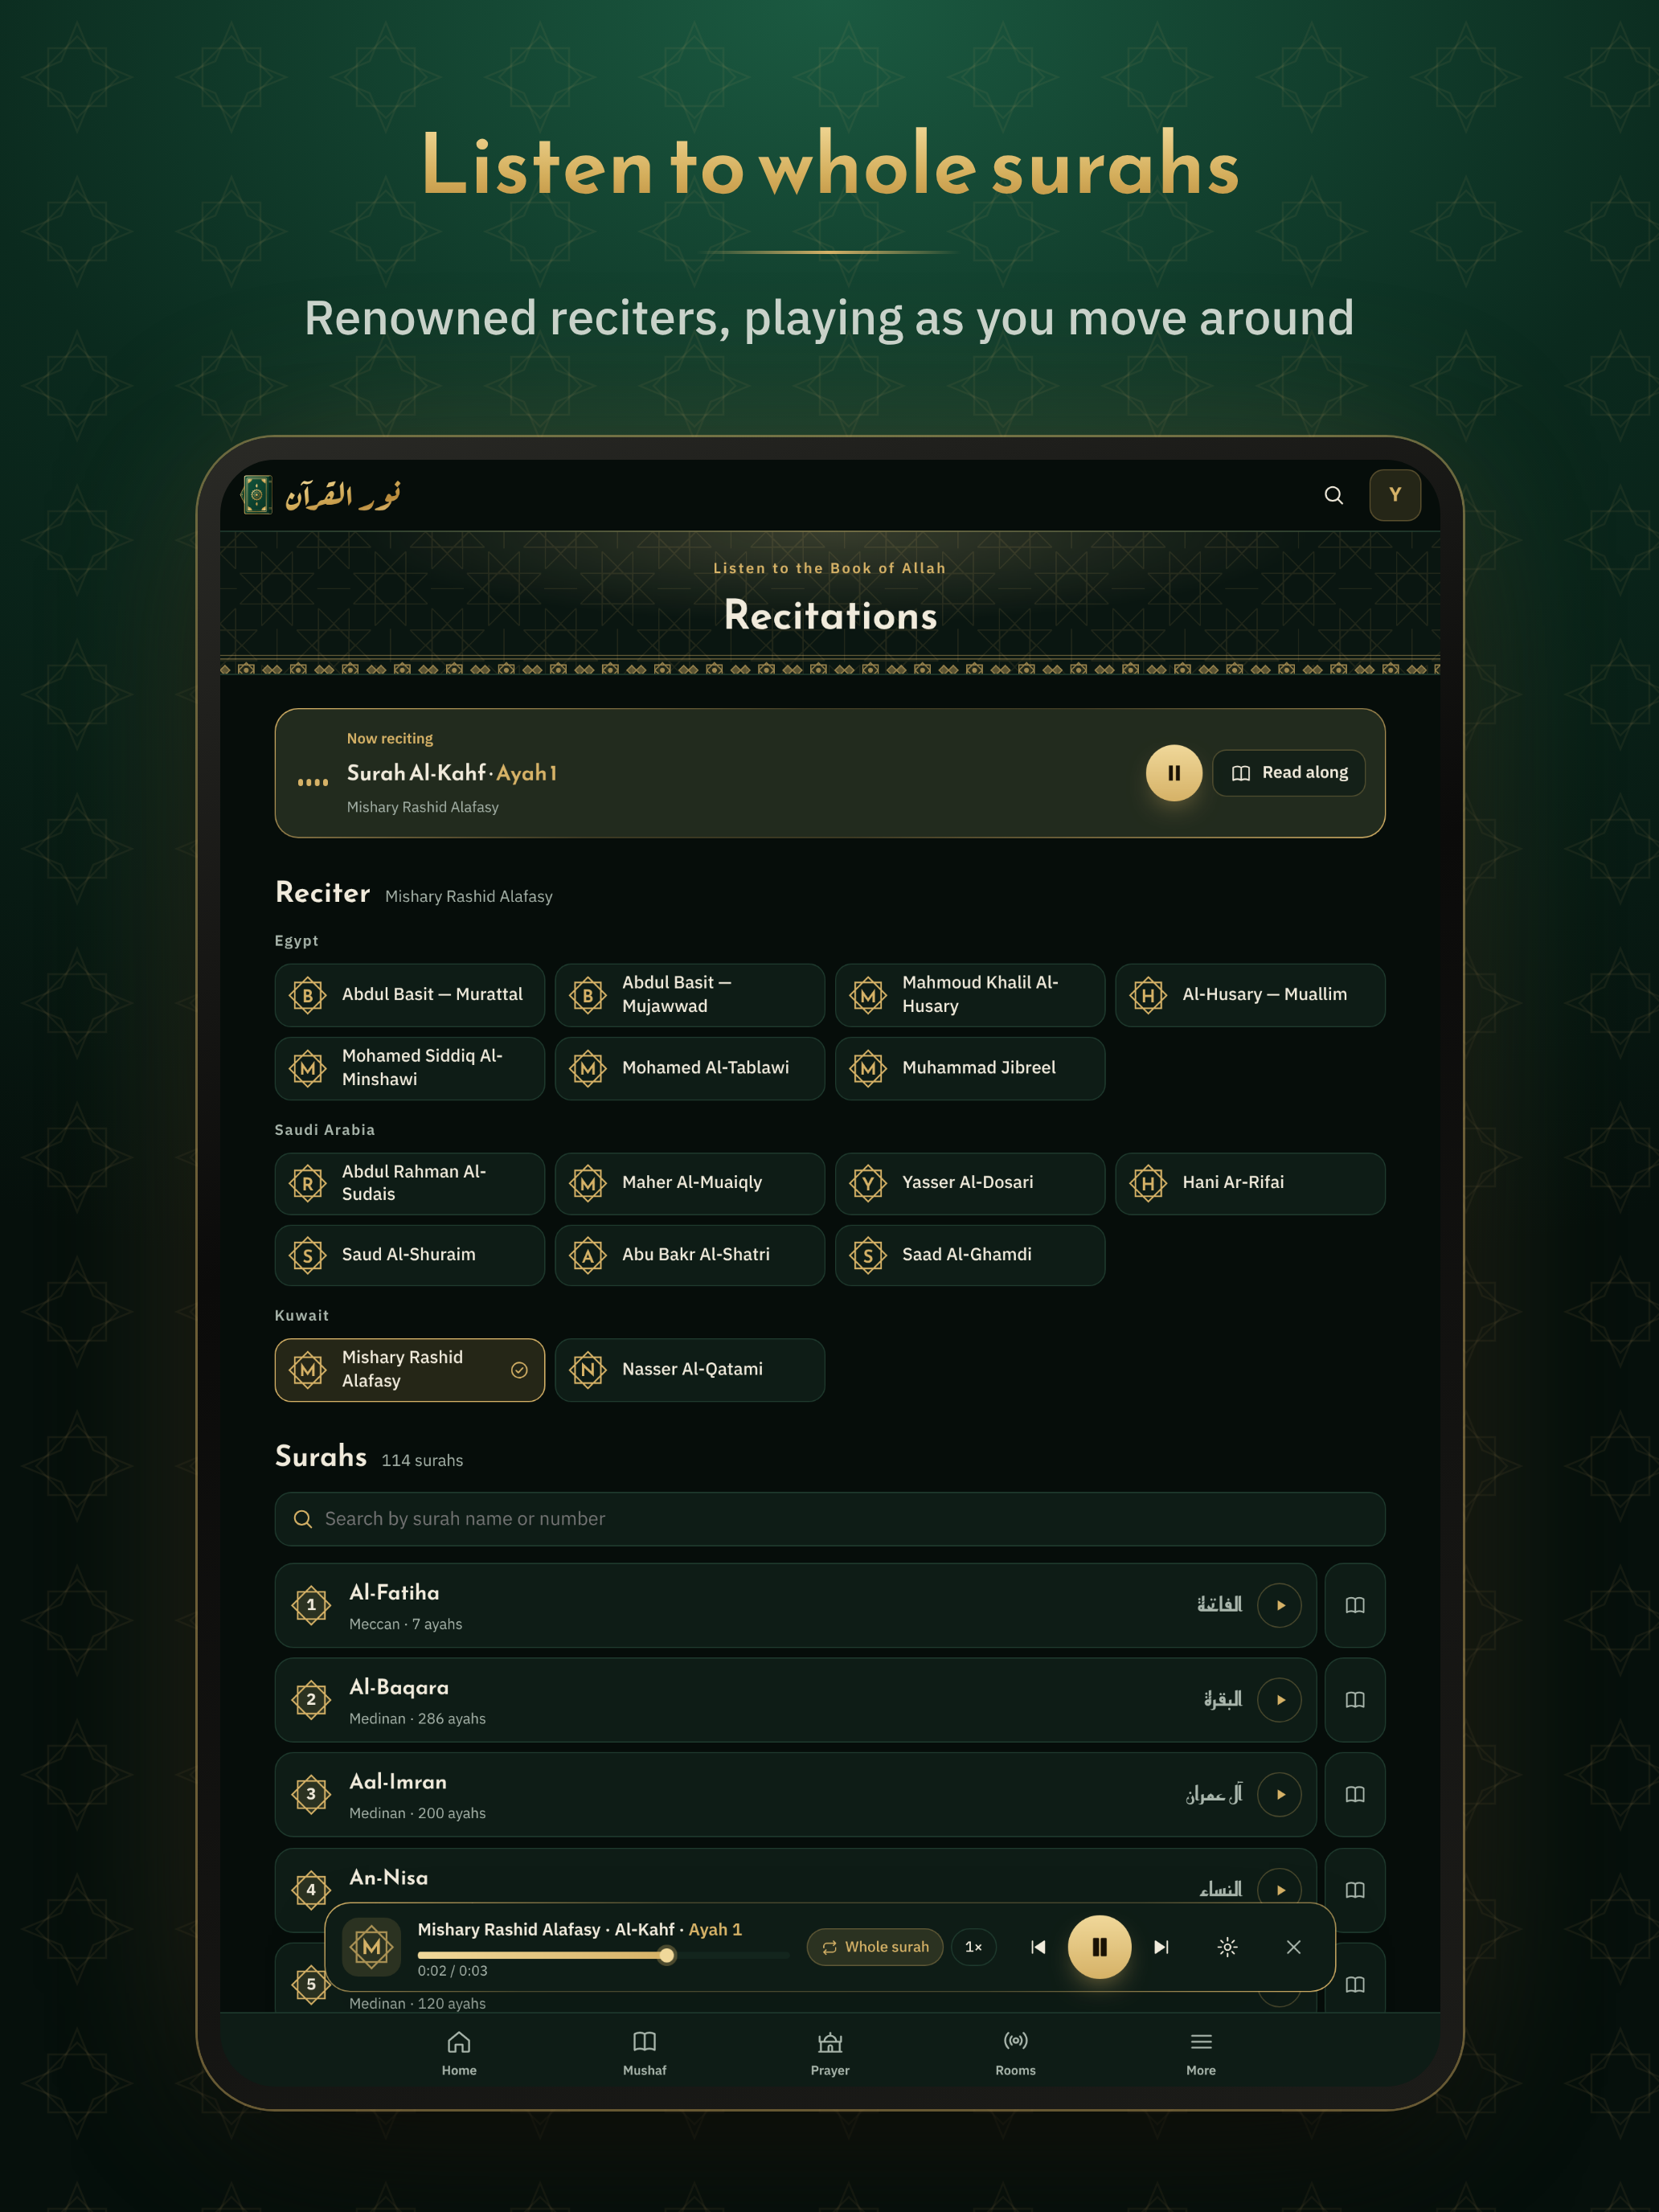 Listen to whole surahs
Renowned reciters, playing as you move around
نور القرآن
Y
Listen to the Book of Allah
Recitations
Now reciting
Surah Al-Kahf · Ayah 1
Mishary Rashid Alafasy
Read along
Reciter Mishary Rashid Alafasy
Egypt
B Abdul Basit — Murattal
B Abdul Basit —
Mujawwad
M Mahmoud Khalil Al-
Husary
H Al-Husary — Muallim
M Mohamed Siddiq Al-
Minshawi
M Mohamed Al-Tablawi
M Muhammad Jibreel
Saudi Arabia
R Abdul Rahman Al-
Sudais
M Maher Al-Muaiqly
Y Yasser Al-Dosari
H Hani Ar-Rifai
S Saud Al-Shuraim
A Abu Bakr Al-Shatri
S Saad Al-Ghamdi
Kuwait
M Mishary Rashid
Alafasy
N Nasser Al-Qatami
Surahs 114 surahs
Search by surah name or number
1 Al-Fatiha الفاتحة
Meccan · 7 ayahs
2 Al-Baqara البقرة
Medinan · 286 ayahs
3 Aal-Imran آل عمران
Medinan · 200 ayahs
4 An-Nisa النساء
M Mishary Rashid Alafasy · Al-Kahf · Ayah 1
0:02 / 0:03
Whole surah
1×
5
Medinan · 120 ayahs
Home
Mushaf
Prayer
Rooms
More